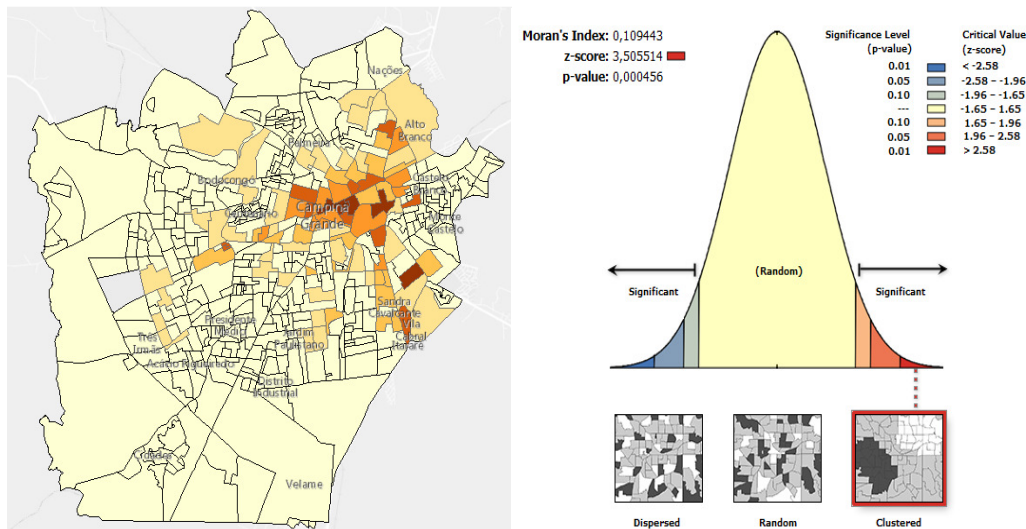 Nações
Alto
Branco
Palmeira
Bodocongó
Castelo
Branco
Centenário
Campina
Grande
Monte
Castelo
Sandra
Cavalcante
Vila
Cabral
Itararé
Presidente
Médici
Jardim
Paulistano
Três
Irmãs
Acácio Figueiredo
Distrito
Industrial
Cidades
Velame
Moran's Index: 0,109443
z-score: 3,505514
p-value: 0,000456
Significance Level
(p-value)
Critical Value
(z-score)
0.01 < -2.58
0.05 -2.58 – -1.96
0.10 -1.96 – -1.65
--- -1.65 – 1.65
0.10 1.65 – 1.96
0.05 1.96 – 2.58
0.01 > 2.58
(Random)
Significant
Significant
Dispersed
Random
Clustered